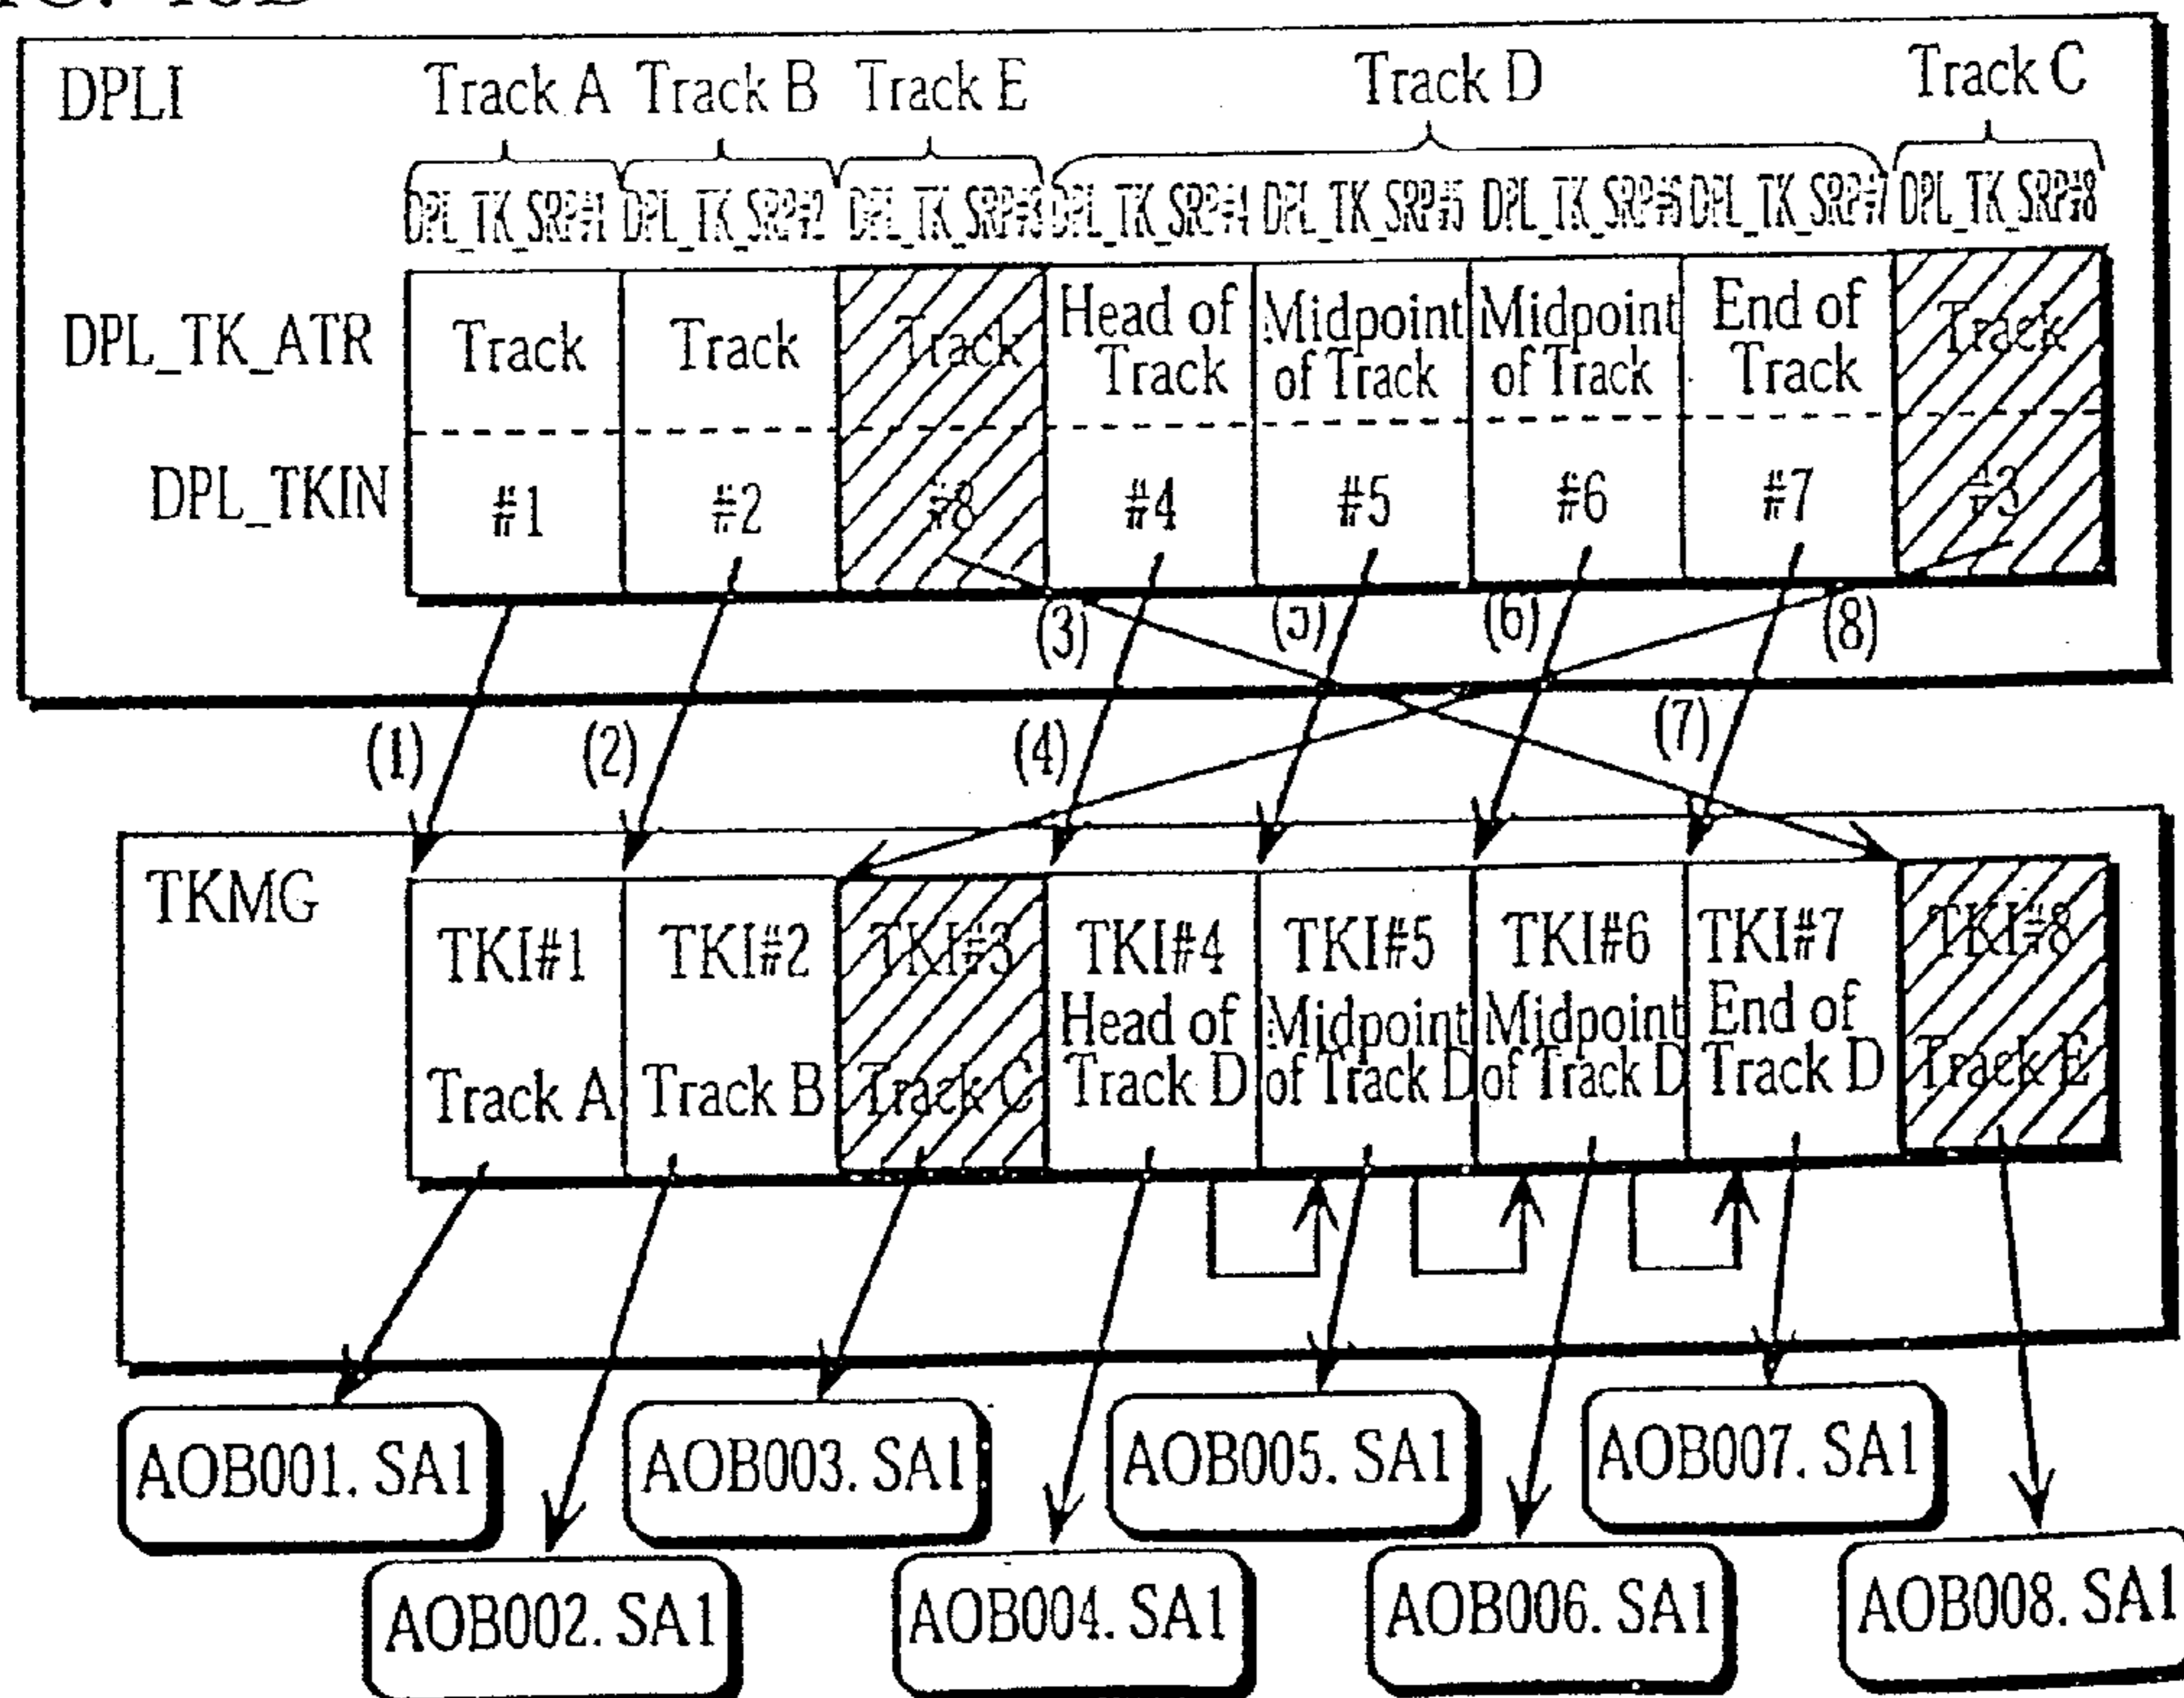 DPLI
Track A Track B Track E Track D Track C
DPL_TK_SRP#1 DPL_TK_SRP#2 DPL_TK_SRP#3 DPL_TK_SRP#4 DPL_TK_SRP#5 DPL_TK_SRP#6 DPL_TK_SRP#7 DPL_TK_SRP#8
DPL_TK_ATR
Track
Track
Track
Head of
Track
Midpoint
of Track
Midpoint
of Track
End of
Track
Track
DPL_TKIN #1 #2 #8 #4 #5 #6 #7 #3
(3) (5) (6) (8)
(1) (2) (4) (7)
TKMG
TKI#1
Track A
TKI#2
Track B
TKI#3
Track C
TKI#4
Head of
Track D
TKI#5
Midpoint
of Track D
TKI#6
Midpoint
of Track D
TKI#7
End of
Track D
TKI#8
Track E
AOB001. SA1 AOB003. SA1 AOB005. SA1 AOB007. SA1
AOB002. SA1 AOB004. SA1 AOB006. SA1 AOB008. SA1